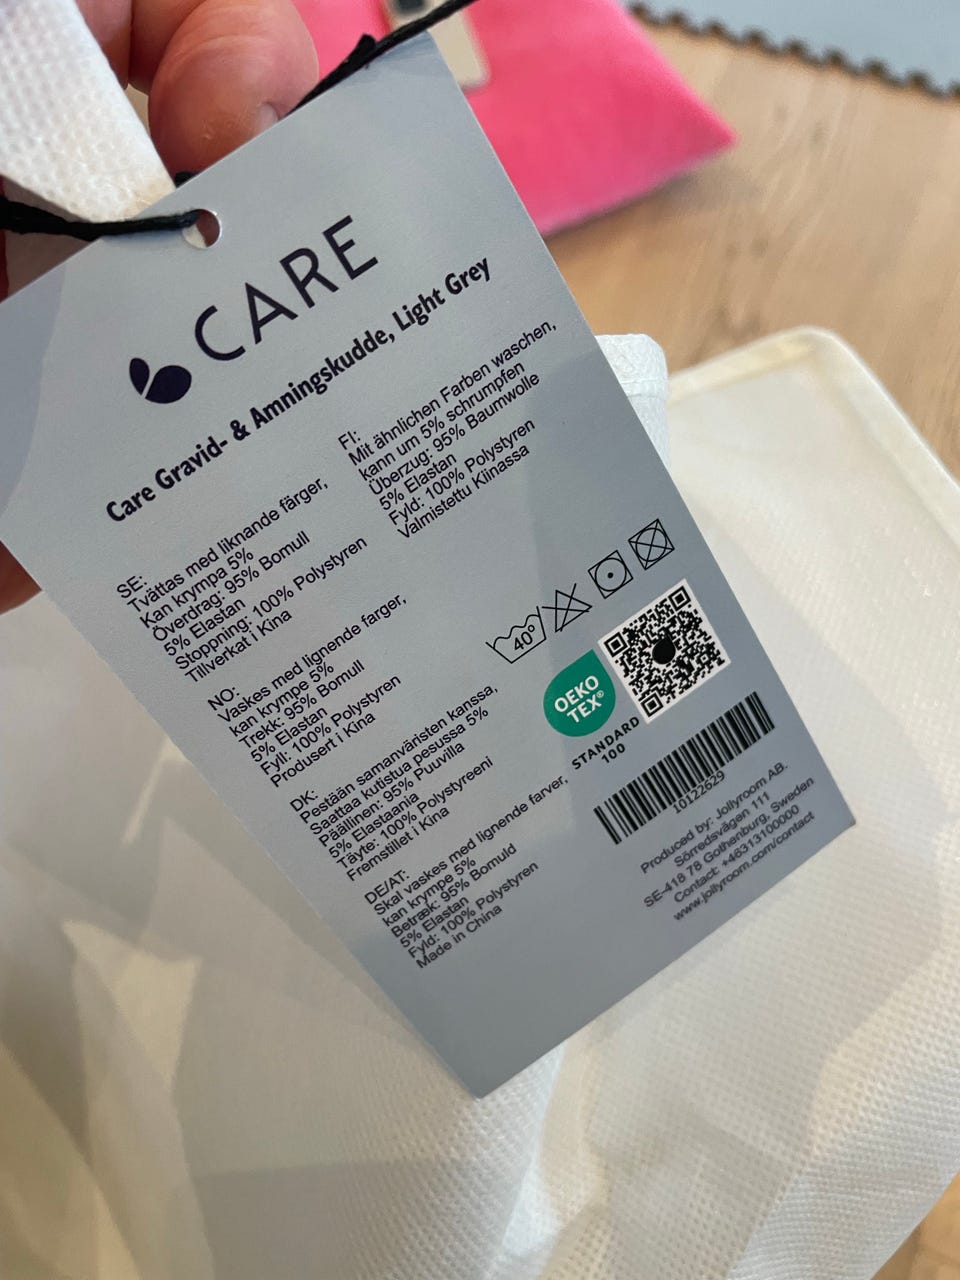 CARE
Care Gravid- & Amningskudde, Light Grey
SE:
Tvättas med liknande färger,
Kan krympa 5%
Överdrag: 95% Bomull
5% Elastan
Stoppning: 100% Polystyren
Tillverkat i Kina
NO:
Vaskes med lignende farger,
kan krympe 5%
Trekk: 95% Bomull
5% Elastan
Fyll: 100% Polystyren
Produsert i Kina
DK:
Pestään samanväristen kanssa,
Saattaa kutistua pesussa 5%
Päällinen: 95% Puuvilla
5% Elastaania
Täyte: 100% Polystyreeni
Fremstillet i Kina
DE/AT:
Skal vaskes med lignende farver,
kan krympe 5%
Betræk: 95% Bomuld
5% Elastan
Fyld: 100% Polystyren
Made in China
FI:
Mit ähnlichen Farben waschen,
kann um 5% schrumpfen
Überzug: 95% Baumwolle
5% Elastan
Fyld: 100% Polystyren
Valmistettu Kiinassa
40°
OEKO
TEX®
STANDARD
100
10122629
Produced by: Jollyroom AB.
Sörredsvägen 111
SE-418 78 Gothenburg, Sweden
Contact: +46313100000
www.jollyroom.com/contact